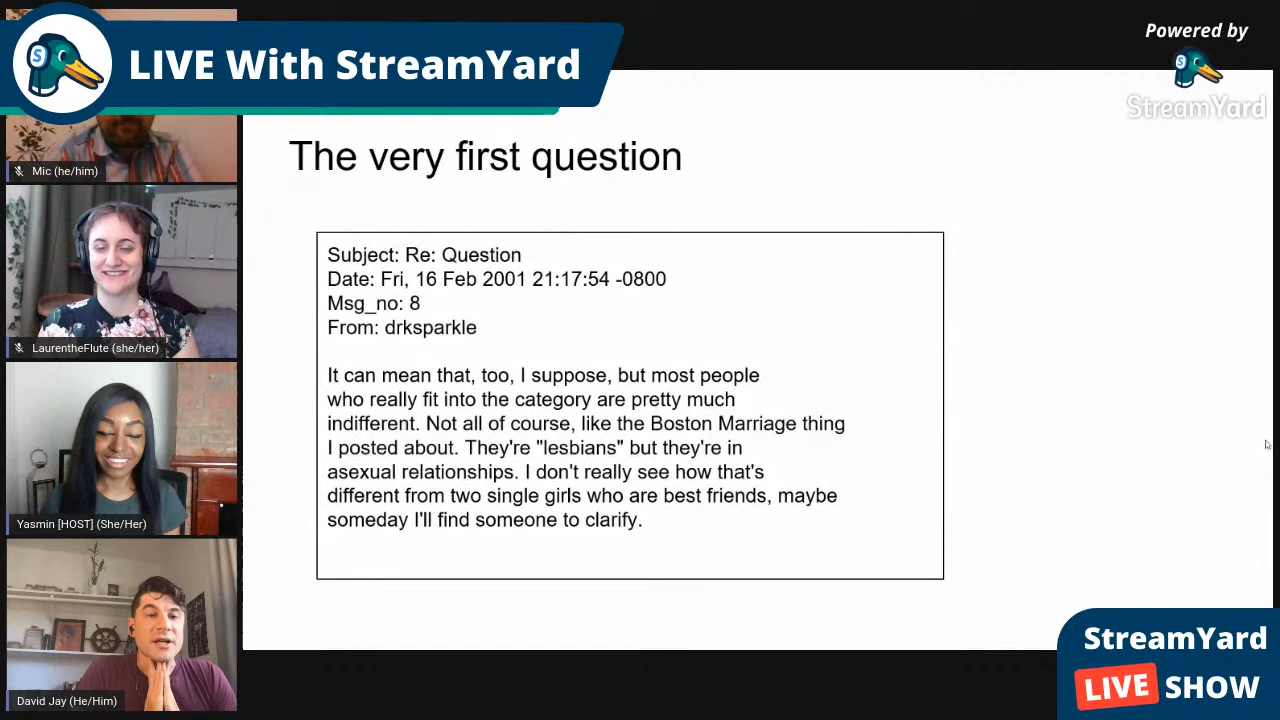 LIVE With StreamYard
Powered by
StreamYard
Mic (he/him)
LaurentheFlute (she/her)
Yasmin [HOST] (She/Her)
David Jay (He/Him)
The very first question
Subject: Re: Question
Date: Fri, 16 Feb 2001 21:17:54 -0800
Msg_no: 8
From: drksparkle
It can mean that, too, I suppose, but most people
who really fit into the category are pretty much
indifferent. Not all of course, like the Boston Marriage thing
I posted about. They're "lesbians" but they're in
asexual relationships. I don't really see how that's
different from two single girls who are best friends, maybe
someday I'll find someone to clarify.
StreamYard
LIVE SHOW